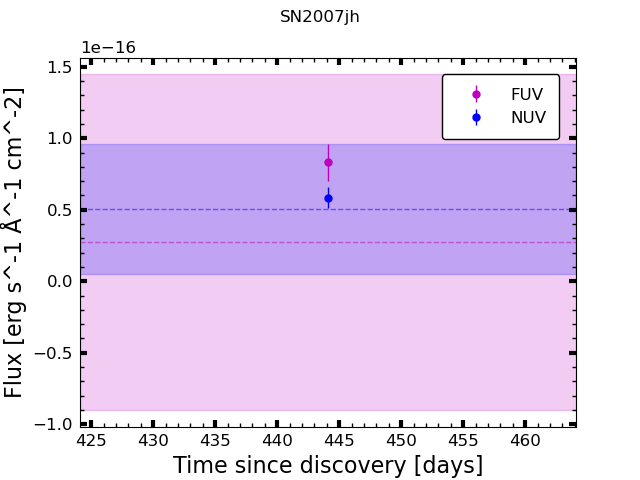 SN2007jh
1e−16
1.5
1.0
0.5
0.0
−0.5
−1.0
Flux [erg s^-1 Å^-1 cm^-2]
FUV
NUV
425 430 435 440 445 450 455 460
Time since discovery [days]